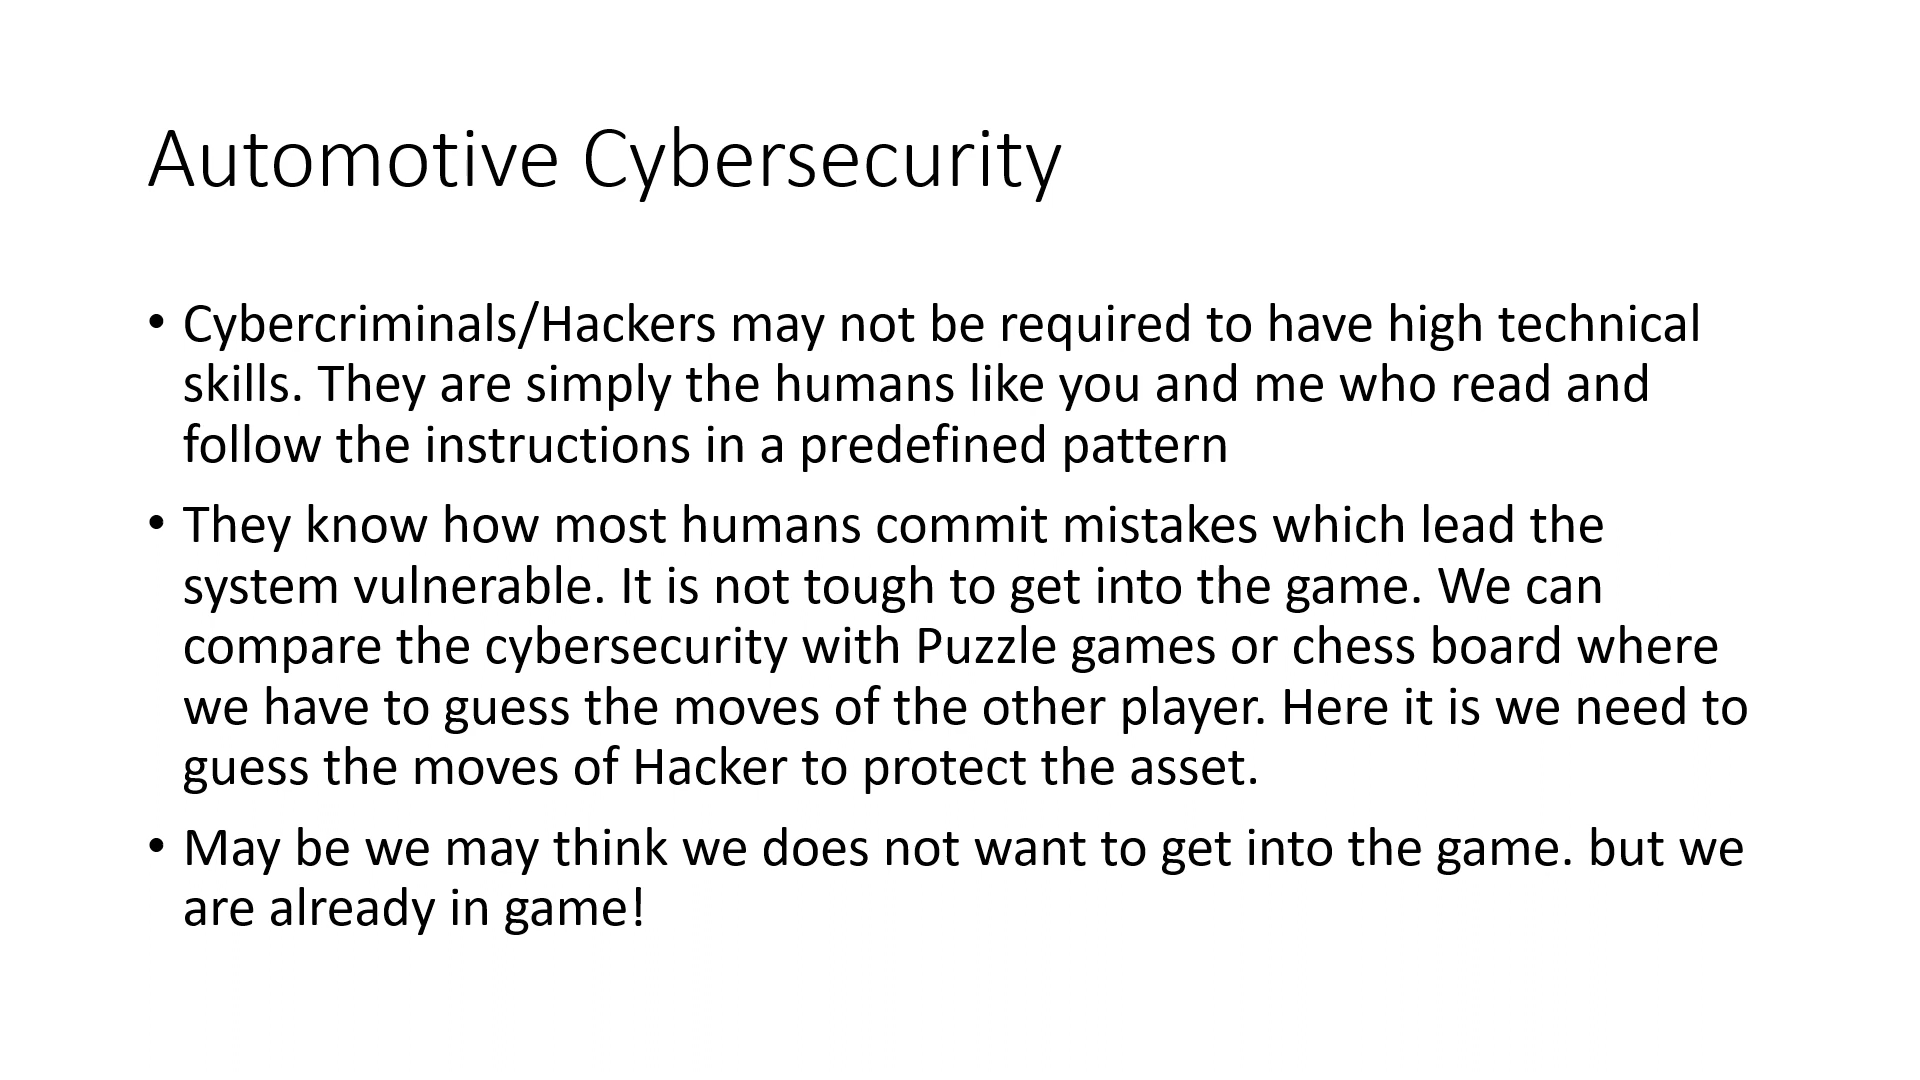 Automotive Cybersecurity
• Cybercriminals/Hackers may not be required to have high technical
skills. They are simply the humans like you and me who read and
follow the instructions in a predefined pattern
• They know how most humans commit mistakes which lead the
system vulnerable. It is not tough to get into the game. We can
compare the cybersecurity with Puzzle games or chess board where
we have to guess the moves of the other player. Here it is we need to
guess the moves of Hacker to protect the asset.
• May be we may think we does not want to get into the game. but we
are already in game!